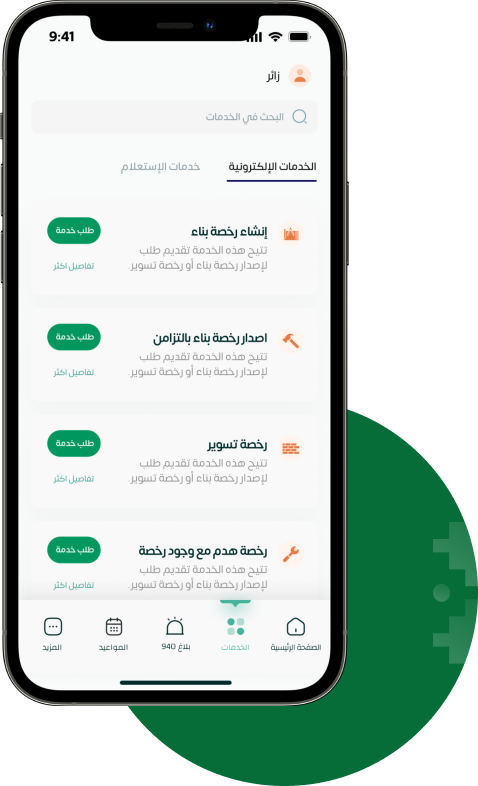 9:41
زائر
البحث في الخدمات
الخدمات الإلكترونية
خدمات الإستعلام
إنشاء رخصة بناء
تتيح هذه الخدمة تقديم طلب
لإصدار رخصة بناء أو رخصة تسوير.
طلب خدمة
تفاصيل اكثر
اصدار رخصة بناء بالتزامن
تتيح هذه الخدمة تقديم طلب
لإصدار رخصة بناء أو رخصة تسوير.
طلب خدمة
تفاصيل اكثر
رخصة تسوير
تتيح هذه الخدمة تقديم طلب
لإصدار رخصة بناء أو رخصة تسوير.
طلب خدمة
تفاصيل اكثر
رخصة هدم مع وجود رخصة
تتيح هذه الخدمة تقديم طلب
لإصدار رخصة بناء أو رخصة تسوير.
طلب خدمة
تفاصيل اكثر
الصفحة الرئيسية
الخدمات
بلاغ 940
المواعيد
المزيد